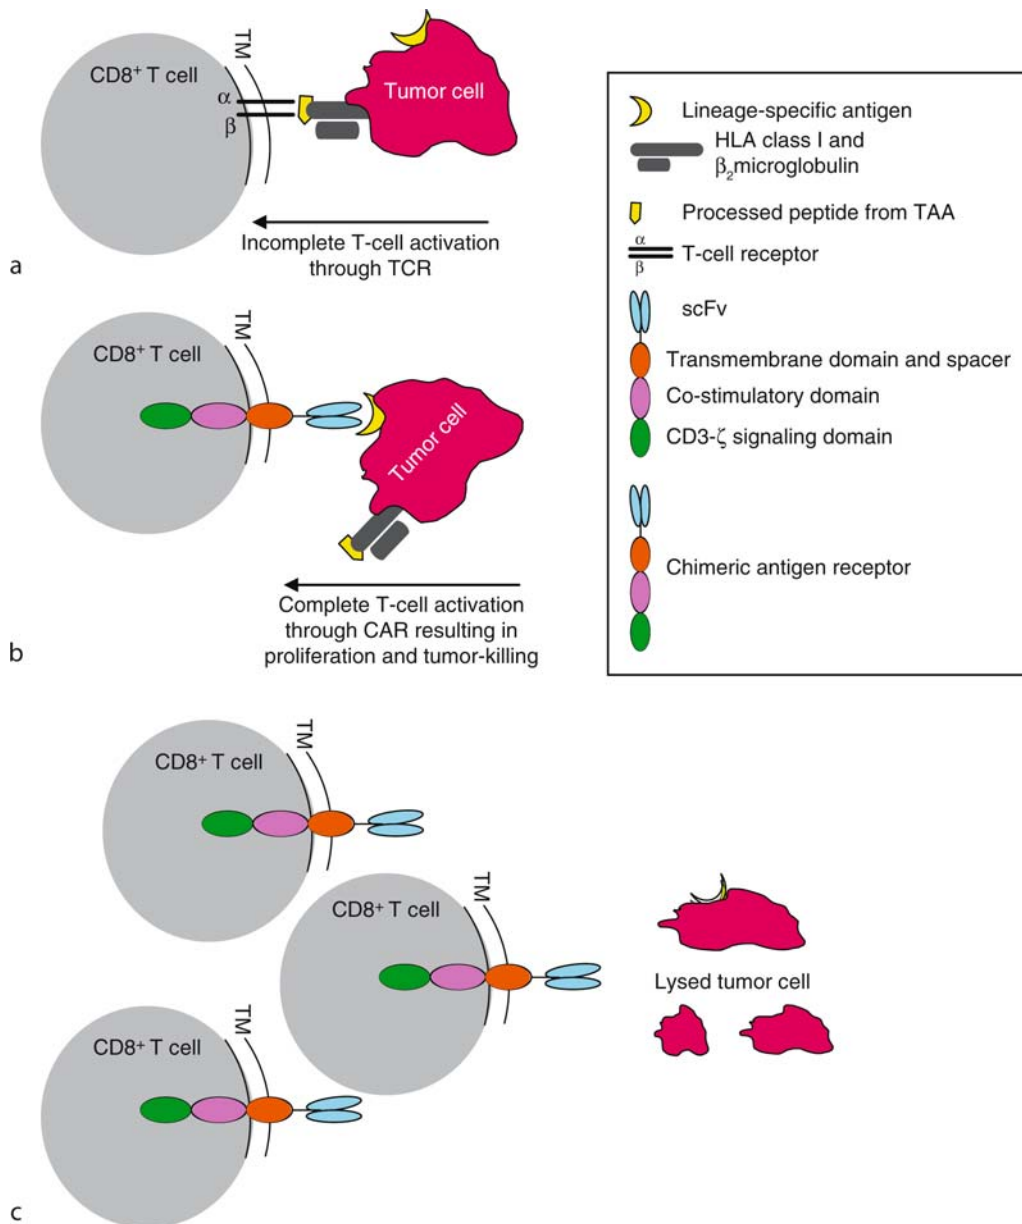 CD8⁺ T cell
TM
α
β
Tumor cell
Incomplete T-cell activation
through TCR
a
CD8⁺ T cell
TM
Tumor cell
Complete T-cell activation
through CAR resulting in
proliferation and tumor-killing
b
Lineage-specific antigen
HLA class I and
β₂microglobulin
Processed peptide from TAA
α
β
T-cell receptor
scFv
Transmembrane domain and spacer
Co-stimulatory domain
CD3-ζ signaling domain
Chimeric antigen receptor
CD8⁺ T cell
TM
CD8⁺ T cell
TM
Lysed tumor cell
CD8⁺ T cell
TM
c